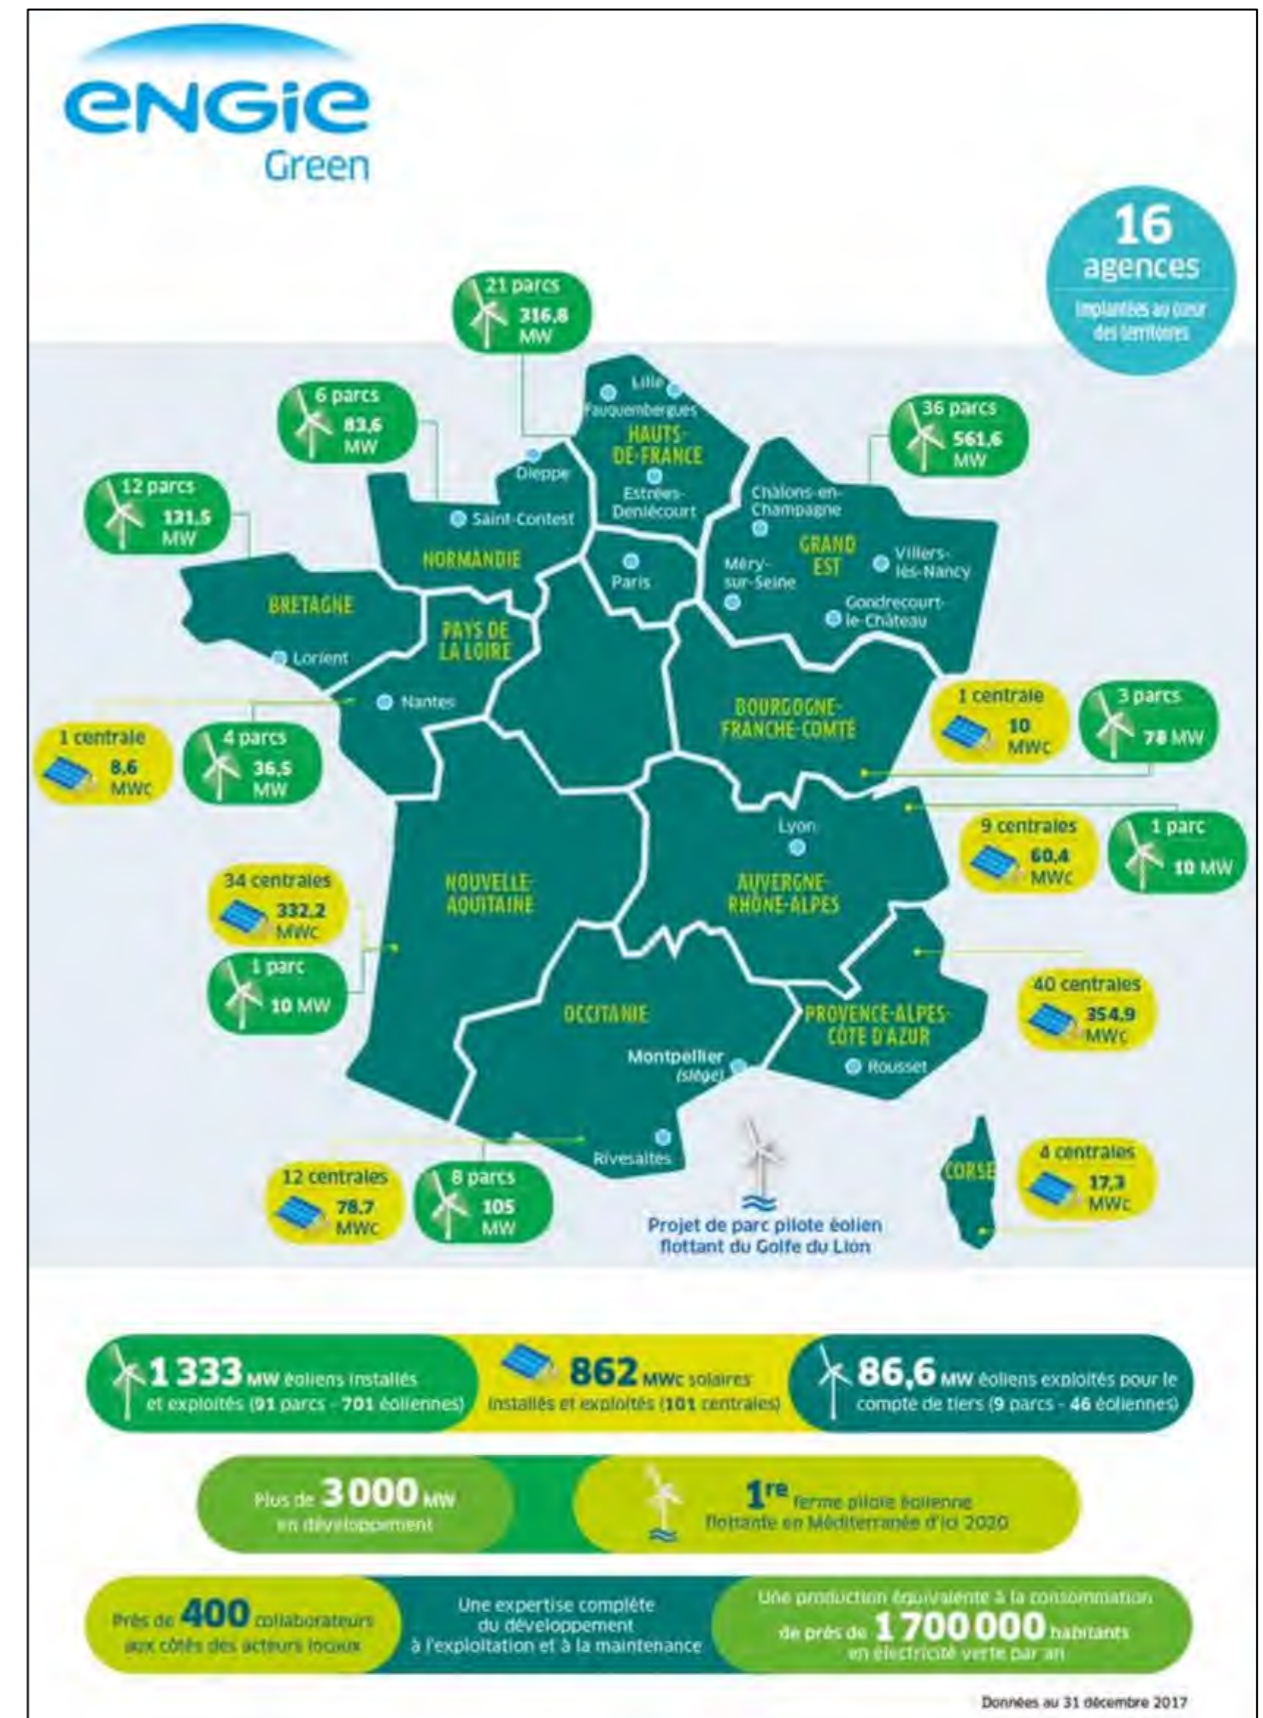 ENGIE
Green
16
agences
Implantées au cœur
des territoires
21 parcs
316,8
MW
6 parcs
83,6
MW
36 parcs
561,6
MW
12 parcs
131,5
MW
Lille
Fauquembergues
HAUTS-
DE-FRANCE
Estrées-
Deniécourt
Dieppe
Saint-Contest
NORMANDIE
Châlons-en-
Champagne
GRAND
EST
Méry-
sur-Seine
Villers-
lès-Nancy
Gondrecourt-
le-Château
Paris
BRETAGNE
Lorient
PAYS DE
LA LOIRE
Nantes
BOURGOGNE-
FRANCHE-COMTÉ
1 centrale
10
MWc
3 parcs
78 MW
1 centrale
8,6
MWc
4 parcs
36,5
MW
Lyon
AUVERGNE-
RHÔNE-ALPES
9 centrales
60,4
MWc
1 parc
10 MW
34 centrales
332,2
MWc
1 parc
10 MW
NOUVELLE-
AQUITAINE
OCCITANIE
Montpellier
(siège)
Rivesaltes
PROVENCE-ALPES-
CÔTE D'AZUR
Rousset
40 centrales
354,9
MWc
12 centrales
78,7
MWc
8 parcs
105
MW
Projet de parc pilote éolien
flottant du Golfe du Lion
CORSE
4 centrales
17,3
MWc
1 333 MW éoliens installés
et exploités (91 parcs - 701 éoliennes)
862 MWc solaires
installés et exploités (101 centrales)
86,6 MW éoliens exploités pour le
compte de tiers (9 parcs - 46 éoliennes)
Plus de 3 000 MW
en développement
1re ferme pilote éolienne
flottante en Méditerranée d'ici 2020
Près de 400 collaborateurs
aux côtés des acteurs locaux
Une expertise complète
du développement
à l'exploitation et à la maintenance
Une production équivalente à la consommation
de près de 1 700 000 habitants
en électricité verte par an
Données au 31 décembre 2017